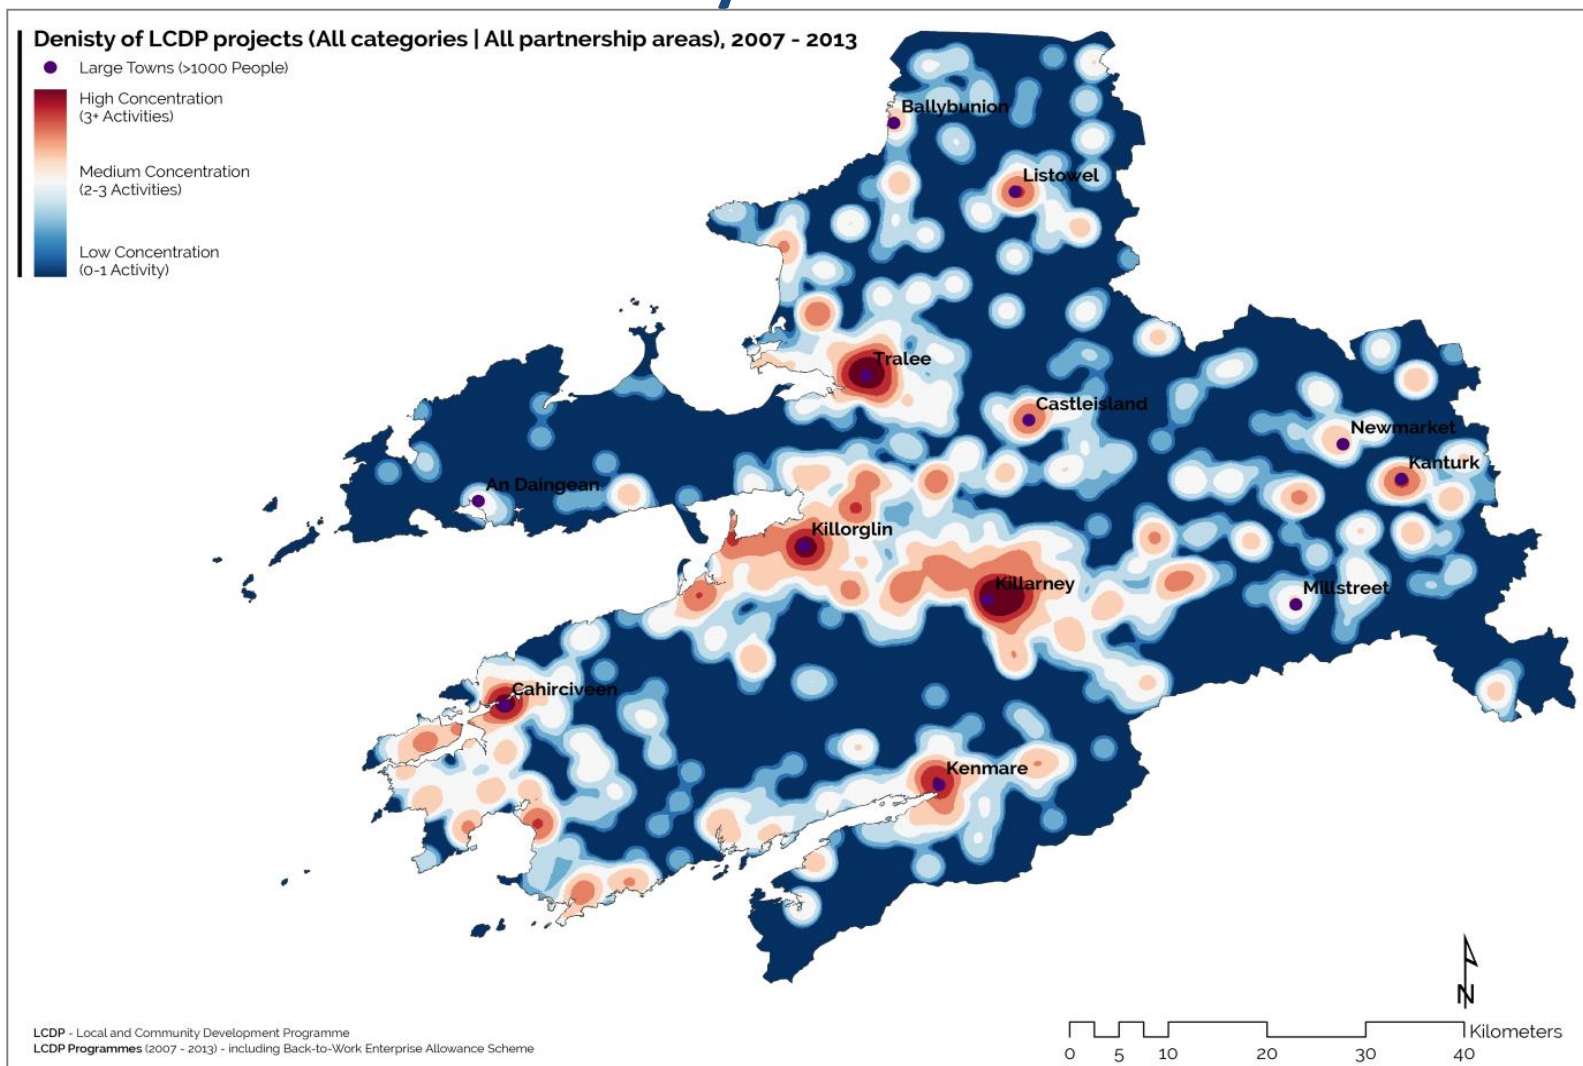 Denisty of LCDP projects (All categories | All partnership areas), 2007 - 2013
Large Towns (>1000 People)
High Concentration
(3+ Activities)
Medium Concentration
(2-3 Activities)
Low Concentration
(0-1 Activity)
Ballybunion
Listowel
Tralee
Castleisland
Newmarket
Kanturk
An Daingean
Killorglin
Killarney
Millstreet
Cahirciveen
Kenmare
N
Kilometers
0 5 10 20 30 40
LCDP - Local and Community Development Programme
LCDP Programmes (2007 - 2013) - including Back-to-Work Enterprise Allowance Scheme